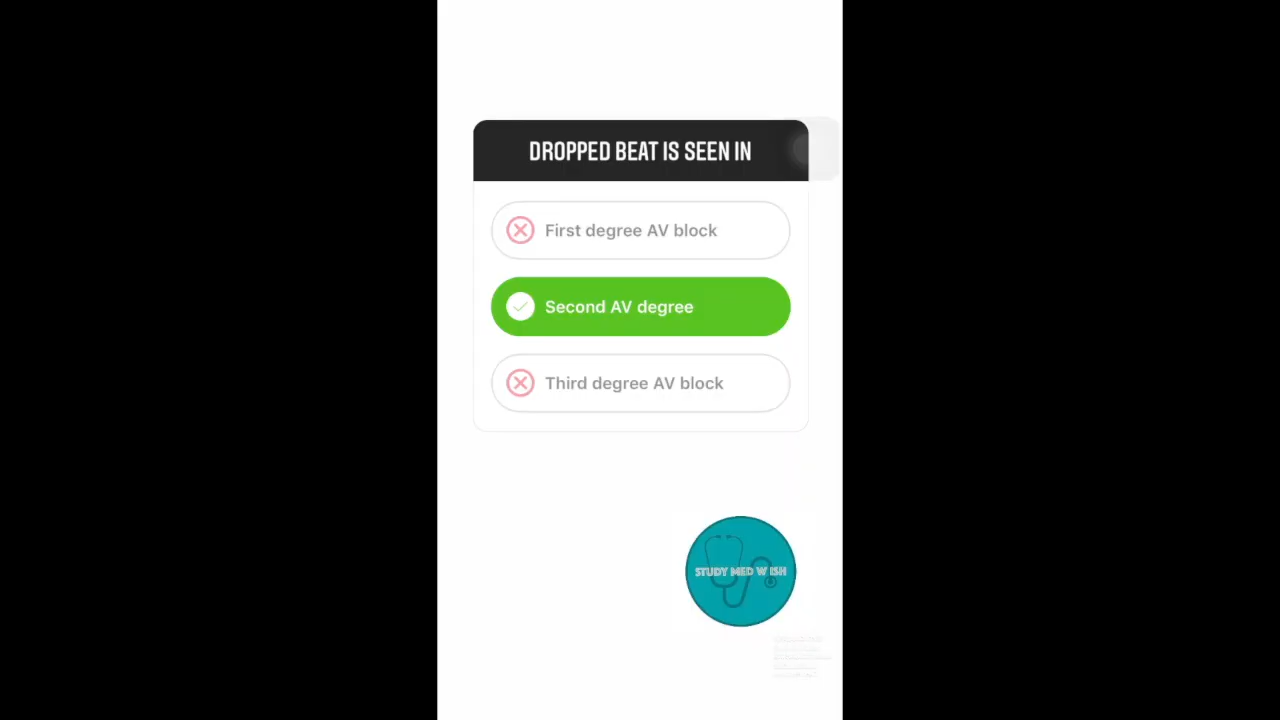 DROPPED BEAT IS SEEN IN
First degree AV block
Second AV degree
Third degree AV block
STUDY MED W ISH